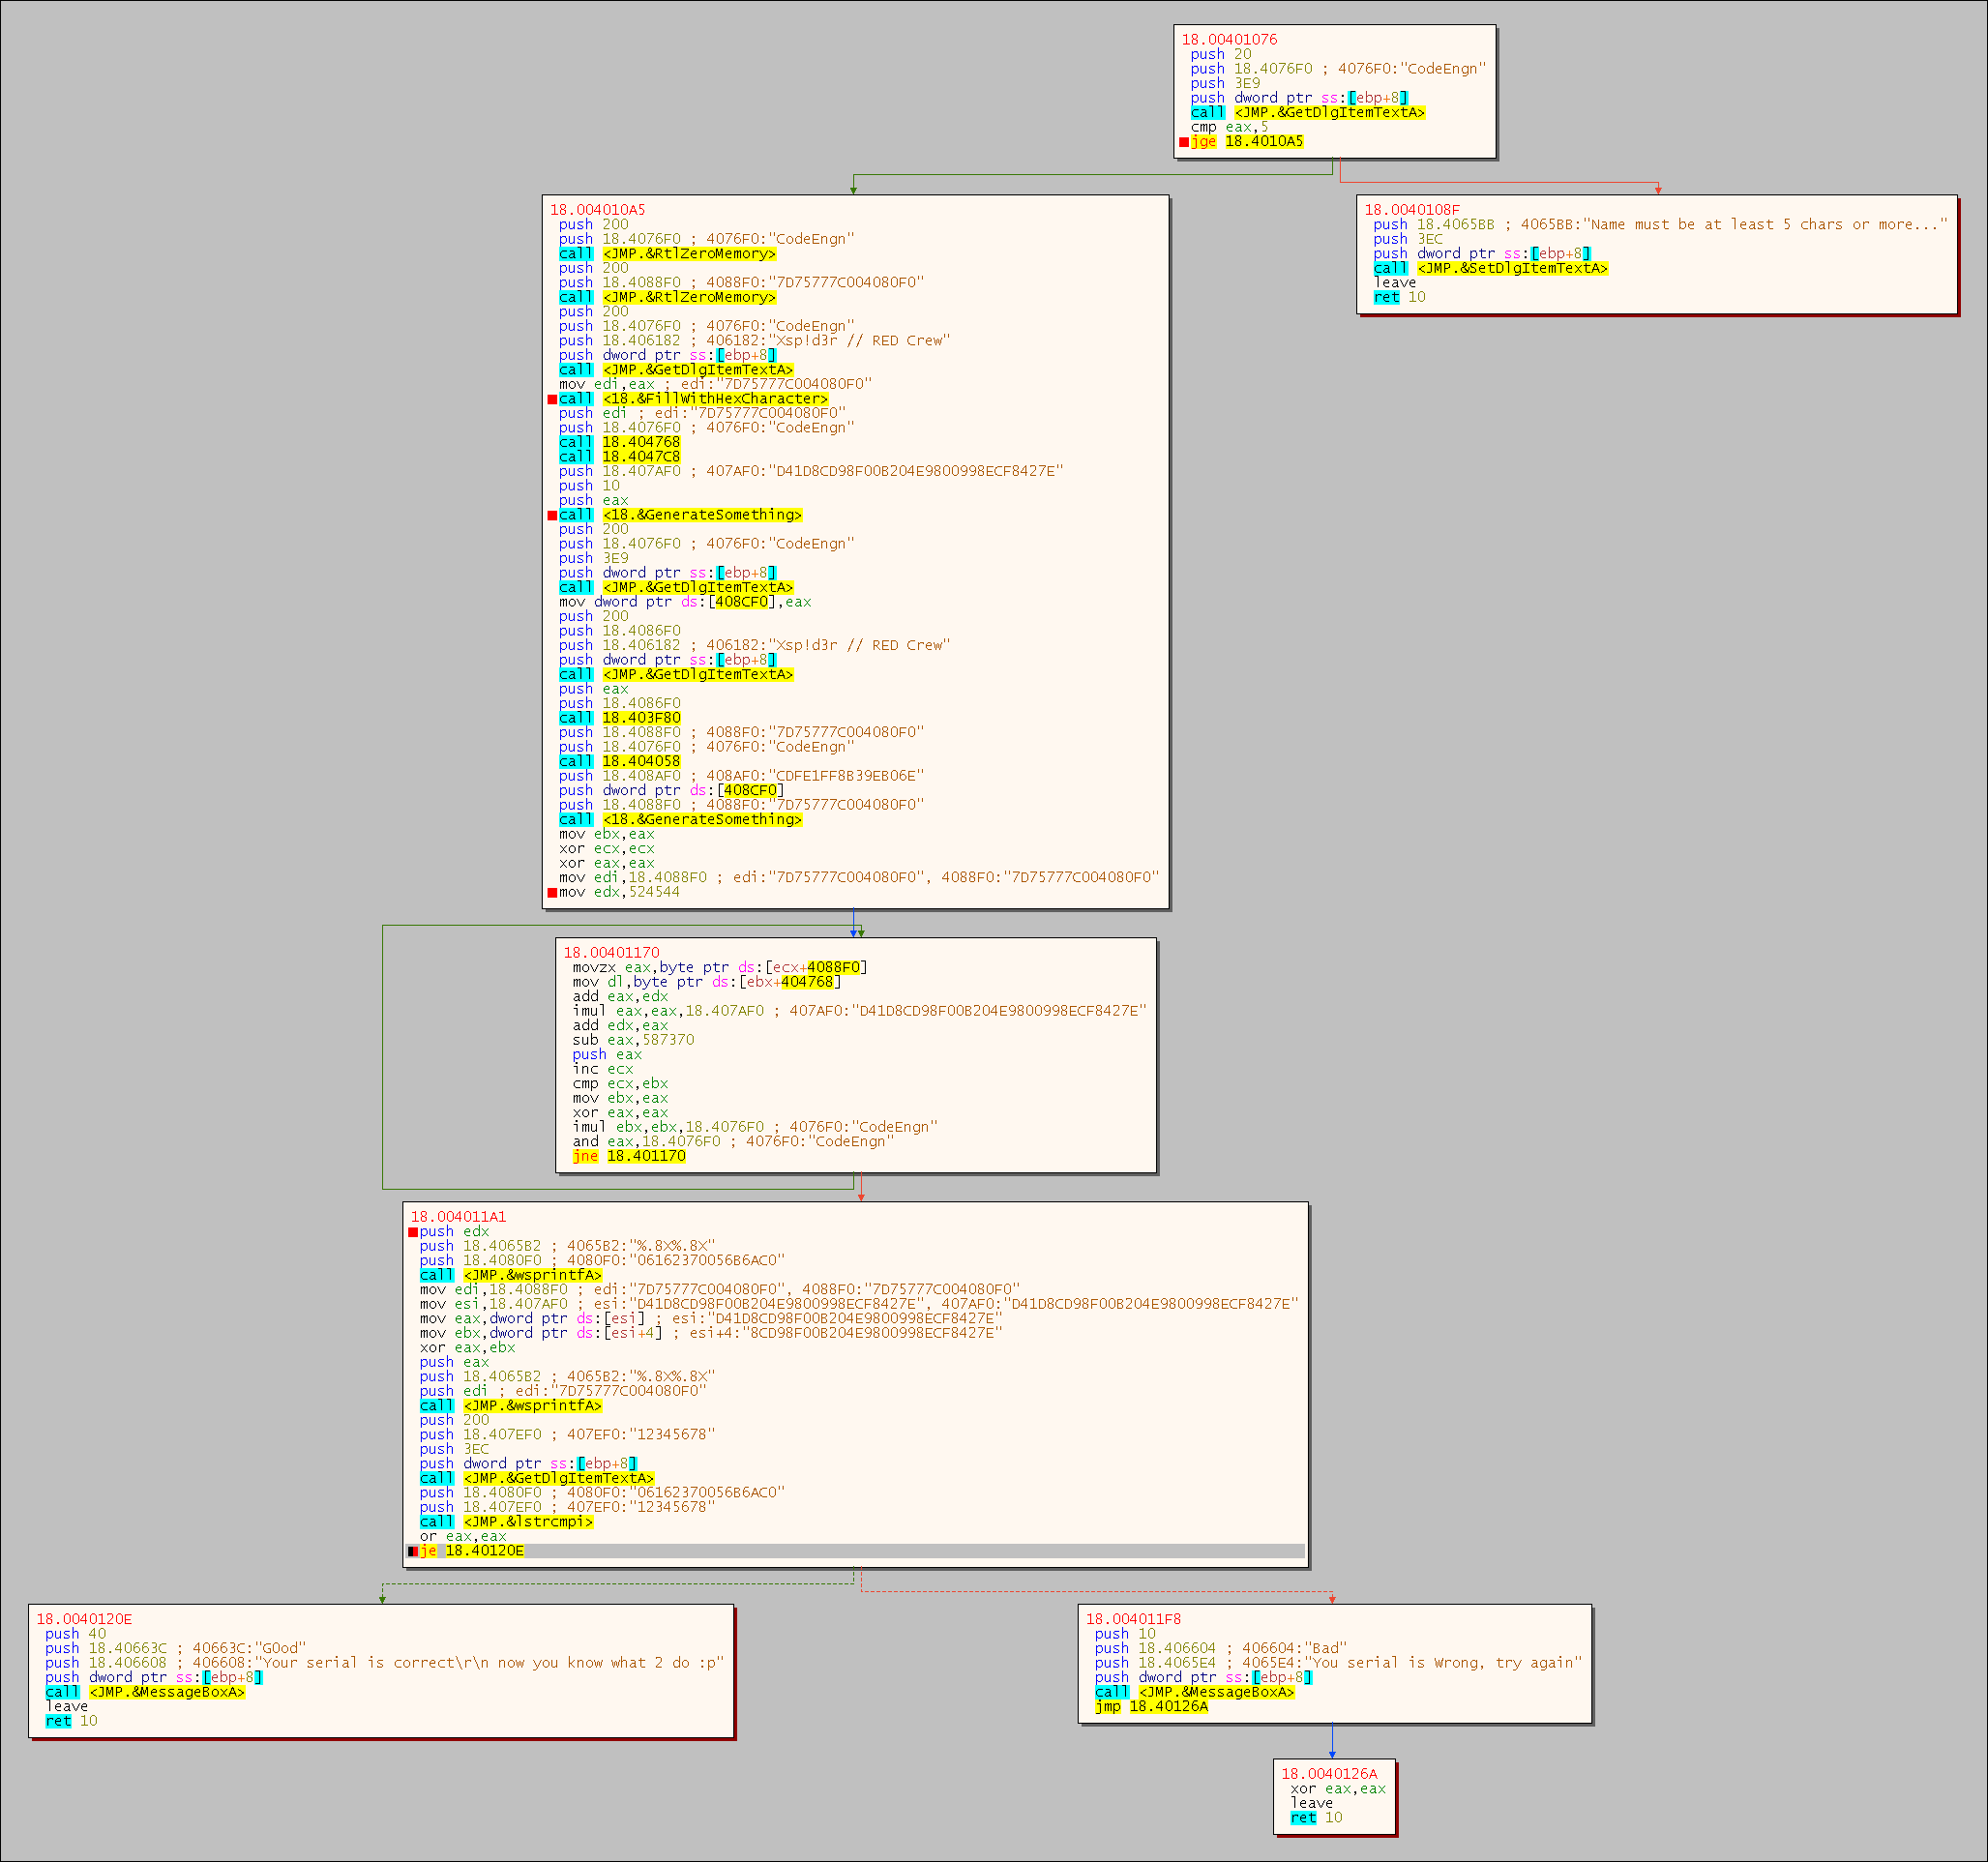 18.00401076
push 20
push 18.4076F0 ; 4076F0:"CodeEngn"
push 3E9
push dword ptr ss:[ebp+8]
call <JMP.&GetDlgItemTextA>
cmp eax,5
jge 18.4010A5
18.004010A5
push 200
push 18.4076F0 ; 4076F0:"CodeEngn"
call <JMP.&RtlZeroMemory>
push 200
push 18.4088F0 ; 4088F0:"7D75777C004080F0"
call <JMP.&RtlZeroMemory>
push 200
push 18.4076F0 ; 4076F0:"CodeEngn"
push 18.406182 ; 406182:"Xsp!d3r // RED Crew"
push dword ptr ss:[ebp+8]
call <JMP.&GetDlgItemTextA>
mov edi,eax ; edi:"7D75777C004080F0"
call <18.&FillWithHexCharacter>
push edi ; edi:"7D75777C004080F0"
push 18.4076F0 ; 4076F0:"CodeEngn"
call 18.404768
call 18.4047C8
push 18.407AF0 ; 407AF0:"D41D8CD98F00B204E9800998ECF8427E"
push 10
push eax
call <18.&GenerateSomething>
push 200
push 18.4076F0 ; 4076F0:"CodeEngn"
push 3E9
push dword ptr ss:[ebp+8]
call <JMP.&GetDlgItemTextA>
mov dword ptr ds:[408CF0],eax
push 200
push 18.4086F0
push 18.406182 ; 406182:"Xsp!d3r // RED Crew"
push dword ptr ss:[ebp+8]
call <JMP.&GetDlgItemTextA>
push eax
push 18.4086F0
call 18.403F80
push 18.4088F0 ; 4088F0:"7D75777C004080F0"
push 18.4076F0 ; 4076F0:"CodeEngn"
call 18.404058
push 18.408AF0 ; 408AF0:"CDFE1FF8B39EB06E"
push dword ptr ds:[408CF0]
push 18.4088F0 ; 4088F0:"7D75777C004080F0"
call <18.&GenerateSomething>
mov ebx,eax
xor ecx,ecx
xor eax,eax
mov edi,18.4088F0 ; edi:"7D75777C004080F0", 4088F0:"7D75777C004080F0"
mov edx,524544
18.0040108F
push 18.4065BB ; 4065BB:"Name must be at least 5 chars or more..."
push 3EC
push dword ptr ss:[ebp+8]
call <JMP.&SetDlgItemTextA>
leave
ret 10
18.00401170
movzx eax,byte ptr ds:[ecx+4088F0]
mov dl,byte ptr ds:[ebx+404768]
add eax,edx
imul eax,eax,18.407AF0 ; 407AF0:"D41D8CD98F00B204E9800998ECF8427E"
add edx,eax
sub eax,587370
push eax
inc ecx
cmp ecx,ebx
mov ebx,eax
xor eax,eax
imul ebx,ebx,18.4076F0 ; 4076F0:"CodeEngn"
and eax,18.4076F0 ; 4076F0:"CodeEngn"
jne 18.401170
18.004011A1
push edx
push 18.4065B2 ; 4065B2:"%.8X%.8X"
push 18.4080F0 ; 4080F0:"06162370056B6AC0"
call <JMP.&wsprintfA>
mov edi,18.4088F0 ; edi:"7D75777C004080F0", 4088F0:"7D75777C004080F0"
mov esi,18.407AF0 ; esi:"D41D8CD98F00B204E9800998ECF8427E", 407AF0:"D41D8CD98F00B204E9800998ECF8427E"
mov eax,dword ptr ds:[esi] ; esi:"D41D8CD98F00B204E9800998ECF8427E"
mov ebx,dword ptr ds:[esi+4] ; esi+4:"8CD98F00B204E9800998ECF8427E"
xor eax,ebx
push eax
push 18.4065B2 ; 4065B2:"%.8X%.8X"
push edi ; edi:"7D75777C004080F0"
call <JMP.&wsprintfA>
push 200
push 18.407EF0 ; 407EF0:"12345678"
push 3EC
push dword ptr ss:[ebp+8]
call <JMP.&GetDlgItemTextA>
push 18.4080F0 ; 4080F0:"06162370056B6AC0"
push 18.407EF0 ; 407EF0:"12345678"
call <JMP.&lstrcmpi>
or eax,eax
je 18.40120E
18.0040120E
push 40
push 18.40663C ; 40663C:"G0od"
push 18.406608 ; 406608:"Your serial is correct\r\n now you know what 2 do :p"
push dword ptr ss:[ebp+8]
call <JMP.&MessageBoxA>
leave
ret 10
18.004011F8
push 10
push 18.406604 ; 406604:"Bad"
push 18.4065E4 ; 4065E4:"You serial is Wrong, try again"
push dword ptr ss:[ebp+8]
call <JMP.&MessageBoxA>
jmp 18.40126A
18.0040126A
xor eax,eax
leave
ret 10